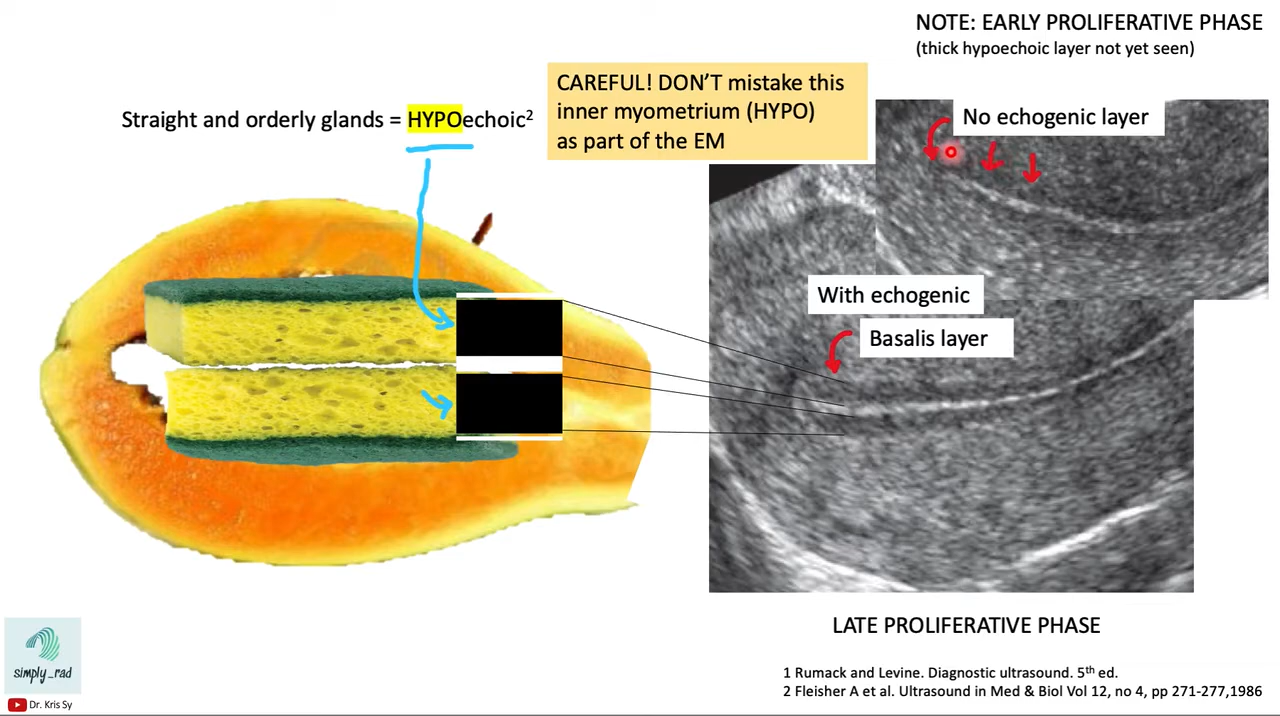 NOTE: EARLY PROLIFERATIVE PHASE
(thick hypoechoic layer not yet seen)
CAREFUL! DON’T mistake this
inner myometrium (HYPO)
as part of the EM
Straight and orderly glands = HYPOechoic²
No echogenic layer
With echogenic
Basalis layer
LATE PROLIFERATIVE PHASE
1 Rumack and Levine. Diagnostic ultrasound. 5th ed.
2 Fleisher A et al. Ultrasound in Med & Biol Vol 12, no 4, pp 271-277,1986
simply_rad
Dr. Kris Sy